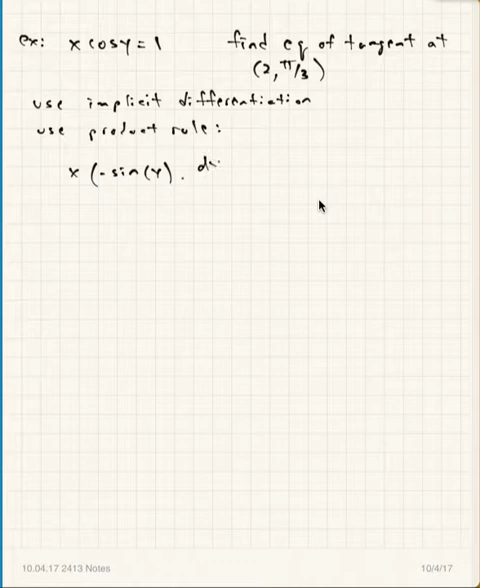 ex: x cosy = 1 find eq of tangent at
(2, π/3)
use implicit differentiation
use product rule:
x (-sin(y) .
10.04.17 2413 Notes 10/4/17